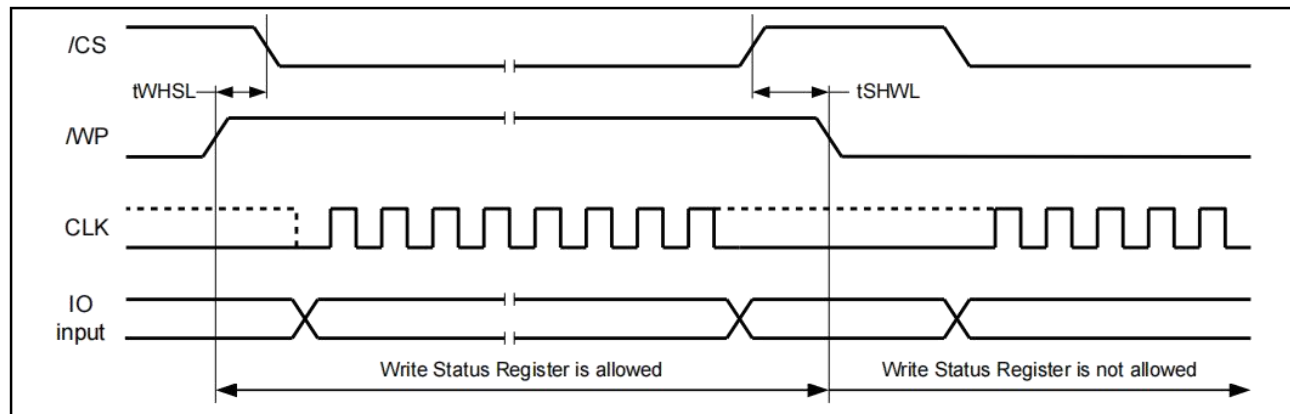 /CS
tWHSL
tSHWL
/WP
CLK
IO
input
Write Status Register is allowed
Write Status Register is not allowed